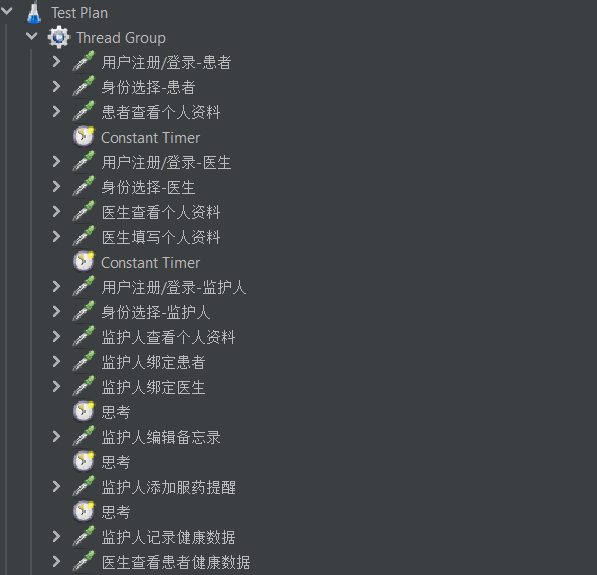 Test Plan
Thread Group
用户注册/登录-患者
身份选择-患者
患者查看个人资料
Constant Timer
用户注册/登录-医生
身份选择-医生
医生查看个人资料
医生填写个人资料
Constant Timer
用户注册/登录-监护人
身份选择-监护人
监护人查看个人资料
监护人绑定患者
监护人绑定医生
思考
监护人编辑备忘录
思考
监护人添加服药提醒
思考
监护人记录健康数据
医生查看患者健康数据